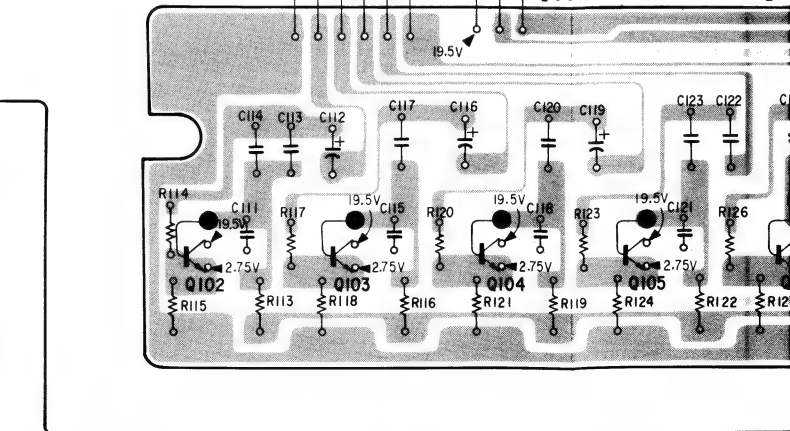 19.5V
C114 C113 C112 C117 C116 C120 C119 C123 C122
R114 C111 R117 19.5V C115 R120 19.5V C118 R123 19.5V C121 R126
19.5V
2.75V 2.75V 2.75V 2.75V
Q102 Q103 Q104 Q105
R115 R113 R118 R116 R121 R119 R124 R122